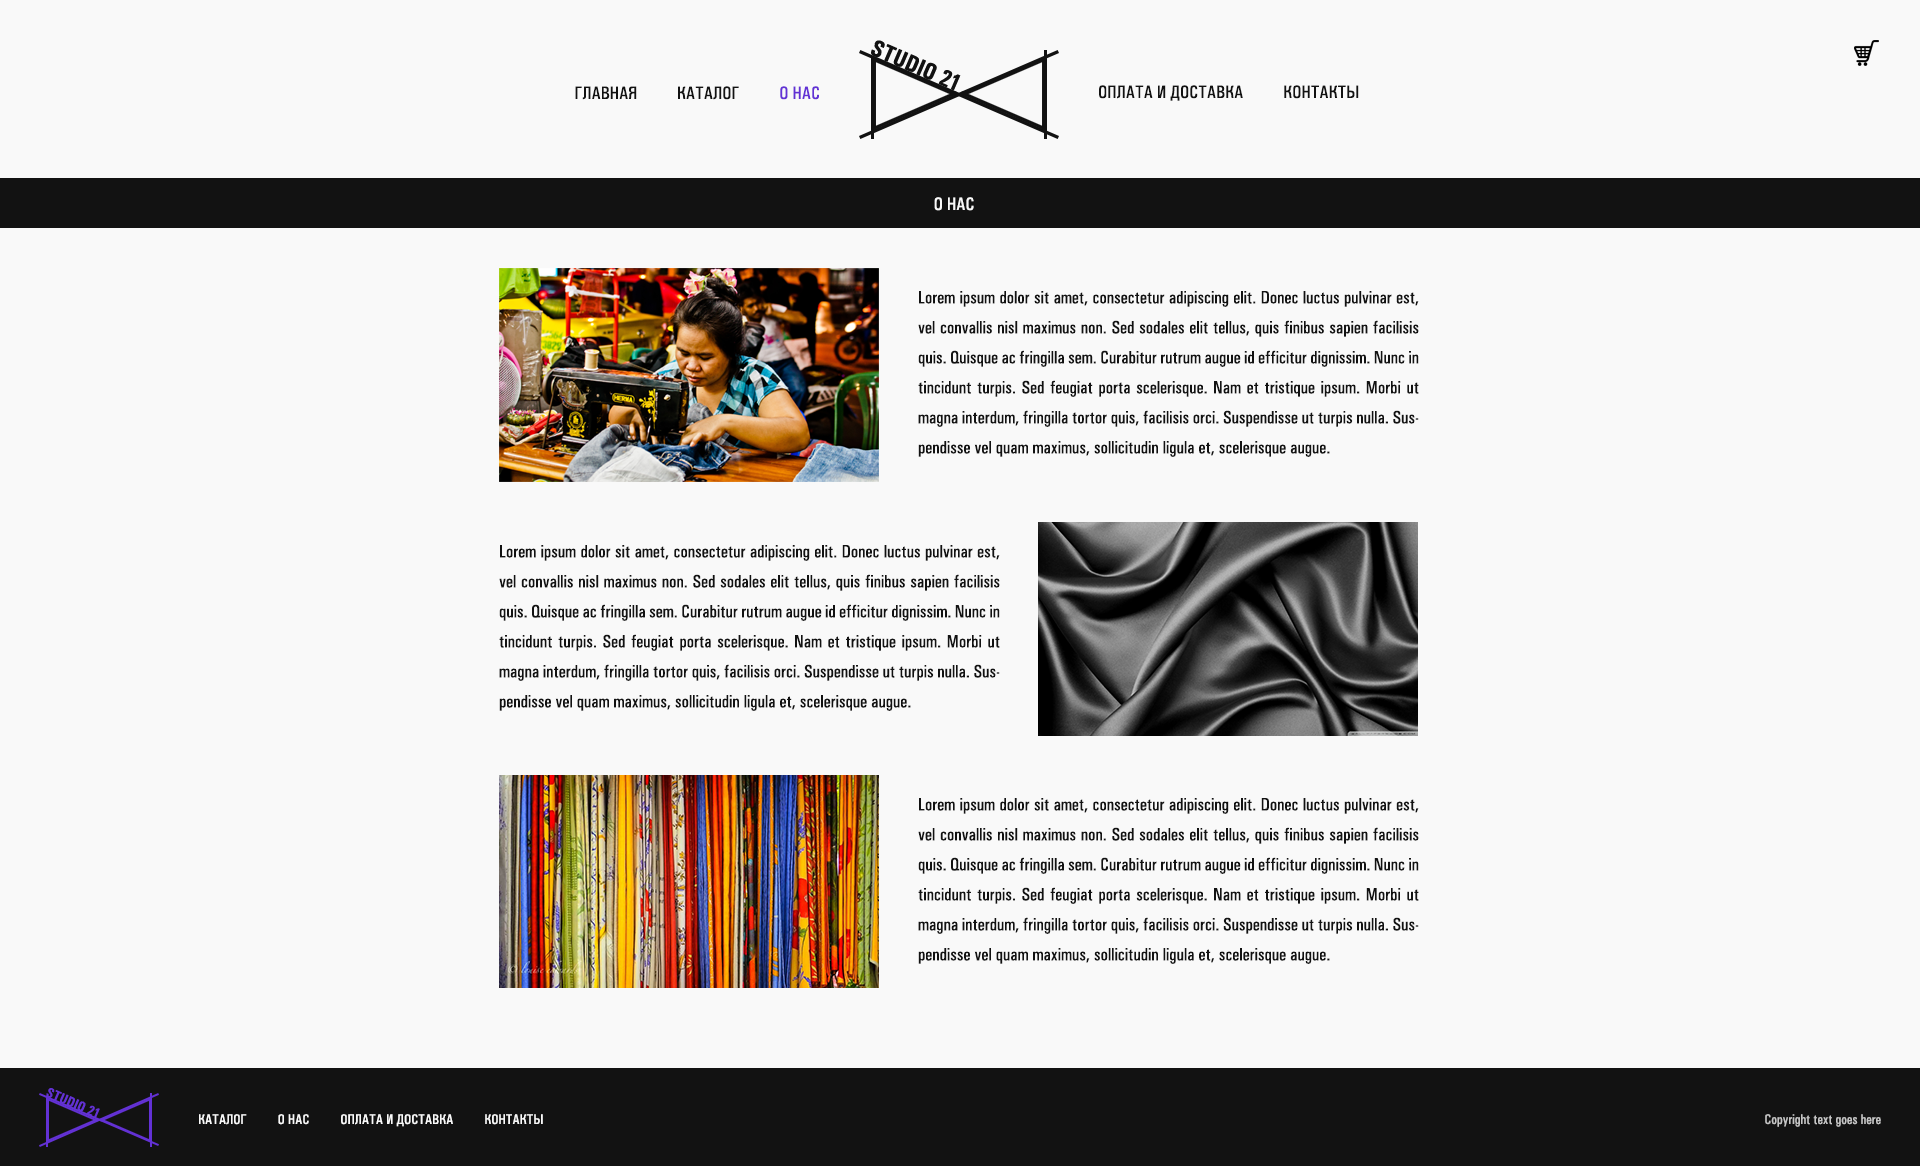 STUDIO 21
ГЛАВНАЯ
КАТАЛОГ
О НАС
ОПЛАТА И ДОСТАВКА
КОНТАКТЫ
О НАС
HERMA
Lorem ipsum dolor sit amet, consectetur adipiscing elit. Donec luctus pulvinar est,
vel convallis nisl maximus non. Sed sodales elit tellus, quis finibus sapien facilisis
quis. Quisque ac fringilla sem. Curabitur rutrum augue id efficitur dignissim. Nunc in
tincidunt turpis. Sed feugiat porta scelerisque. Nam et tristique ipsum. Morbi ut
magna interdum, fringilla tortor quis, facilisis orci. Suspendisse ut turpis nulla. Sus-
pendisse vel quam maximus, sollicitudin ligula et, scelerisque augue.
Lorem ipsum dolor sit amet, consectetur adipiscing elit. Donec luctus pulvinar est,
vel convallis nisl maximus non. Sed sodales elit tellus, quis finibus sapien facilisis
quis. Quisque ac fringilla sem. Curabitur rutrum augue id efficitur dignissim. Nunc in
tincidunt turpis. Sed feugiat porta scelerisque. Nam et tristique ipsum. Morbi ut
magna interdum, fringilla tortor quis, facilisis orci. Suspendisse ut turpis nulla. Sus-
pendisse vel quam maximus, sollicitudin ligula et, scelerisque augue.
Lorem ipsum dolor sit amet, consectetur adipiscing elit. Donec luctus pulvinar est,
vel convallis nisl maximus non. Sed sodales elit tellus, quis finibus sapien facilisis
quis. Quisque ac fringilla sem. Curabitur rutrum augue id efficitur dignissim. Nunc in
tincidunt turpis. Sed feugiat porta scelerisque. Nam et tristique ipsum. Morbi ut
magna interdum, fringilla tortor quis, facilisis orci. Suspendisse ut turpis nulla. Sus-
pendisse vel quam maximus, sollicitudin ligula et, scelerisque augue.
STUDIO 21
КАТАЛОГ
О НАС
ОПЛАТА И ДОСТАВКА
КОНТАКТЫ
Copyright text goes here